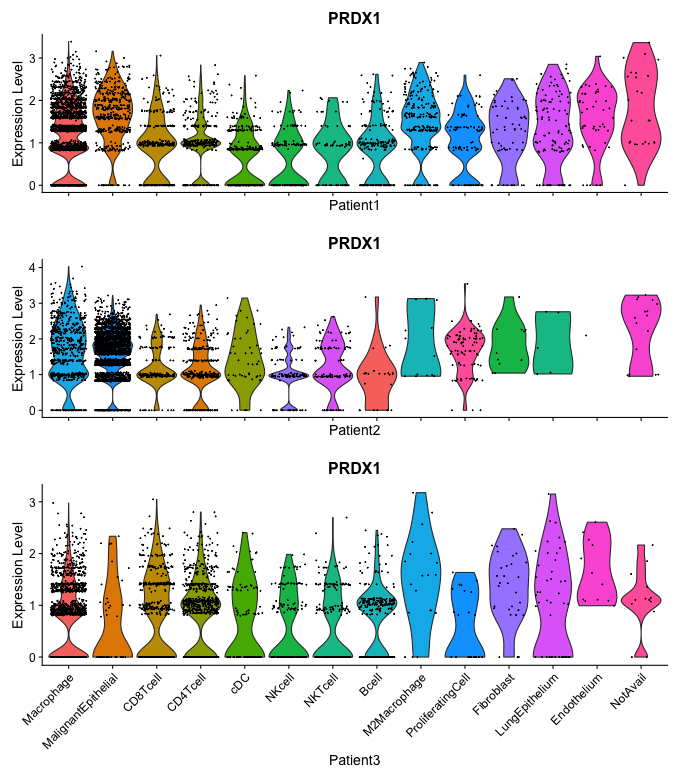 PRDX1
Expression Level
3
2
1
0
Patient1
PRDX1
Expression Level
4
3
2
1
0
Patient2
PRDX1
Expression Level
3
2
1
0
Macrophage
MalignantEpithelial
CD8Tcell
CD4Tcell
cDC
NKcell
NKTcell
Bcell
M2Macrophage
ProliferatingCell
Fibroblast
LungEpithelium
Endothelium
NotAvail
Patient3